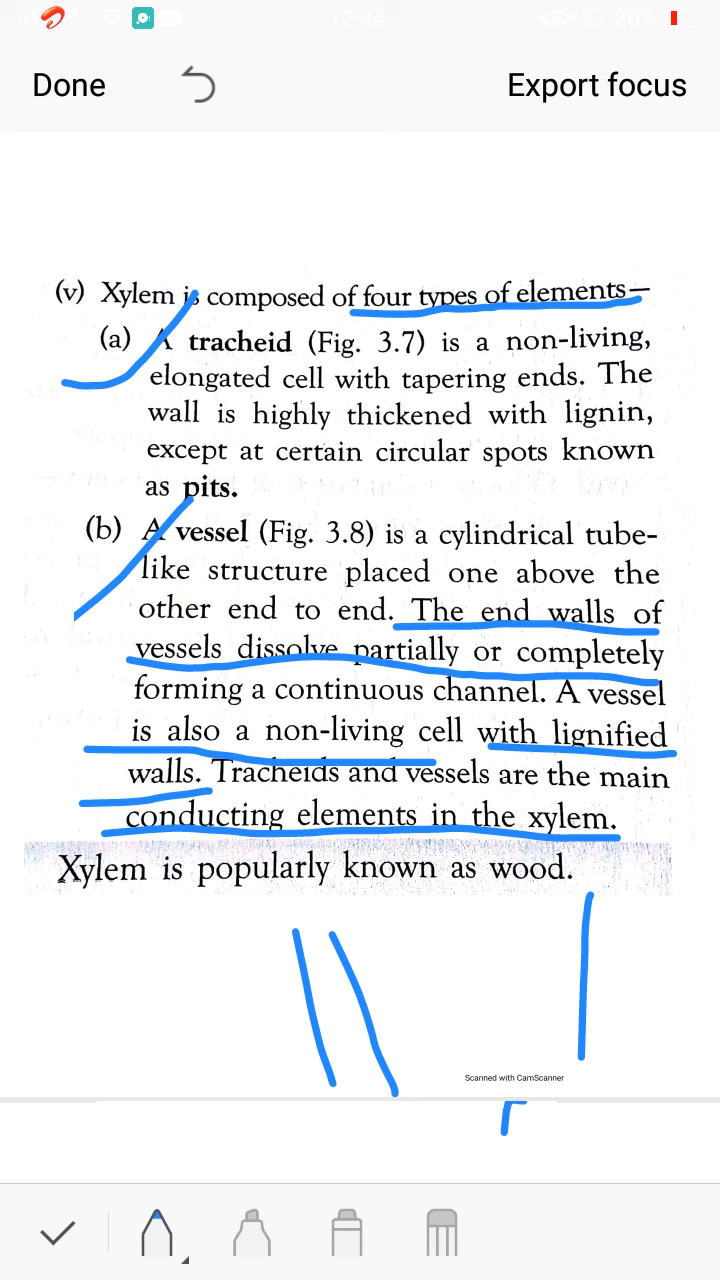 12:44
20%
Done
Export focus
(v) Xylem is composed of four types of elements—
(a) A tracheid (Fig. 3.7) is a non-living,
elongated cell with tapering ends. The
wall is highly thickened with lignin,
except at certain circular spots known
as pits.
(b) A vessel (Fig. 3.8) is a cylindrical tube-
like structure placed one above the
other end to end. The end walls of
vessels dissolve partially or completely
forming a continuous channel. A vessel
is also a non-living cell with lignified
walls. Tracheids and vessels are the main
conducting elements in the xylem.
Xylem is popularly known as wood.
Scanned with CamScanner